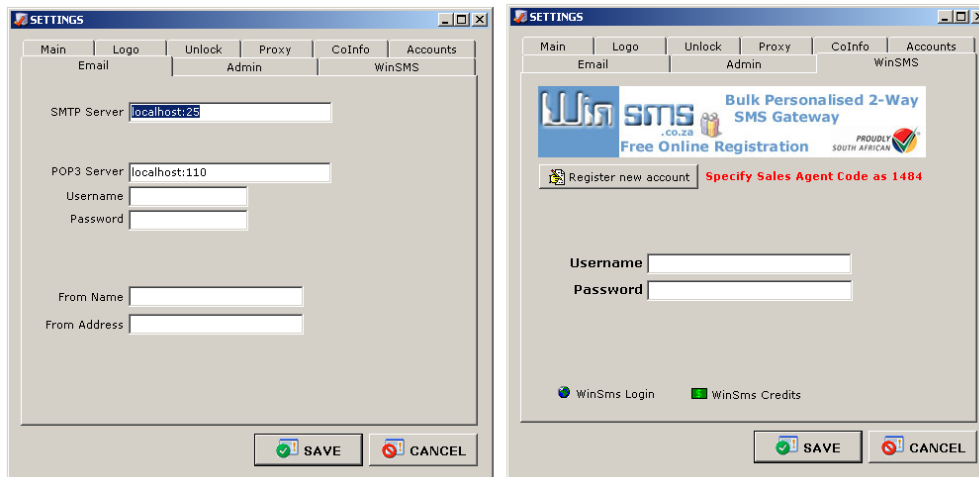 SETTINGS
Main Logo Unlock Proxy CoInfo Accounts
Email Admin WinSMS
SMTP Server localhost:25
POP3 Server localhost:110
Username
Password
From Name
From Address
SAVE CANCEL
SETTINGS
Main Logo Unlock Proxy CoInfo Accounts
Email Admin WinSMS
Win sms .co.za
Bulk Personalised 2-Way
SMS Gateway
PROUDLY
SOUTH AFRICAN
Free Online Registration
Register new account Specify Sales Agent Code as 1484
Username
Password
WinSms Login $ WinSms Credits
SAVE CANCEL